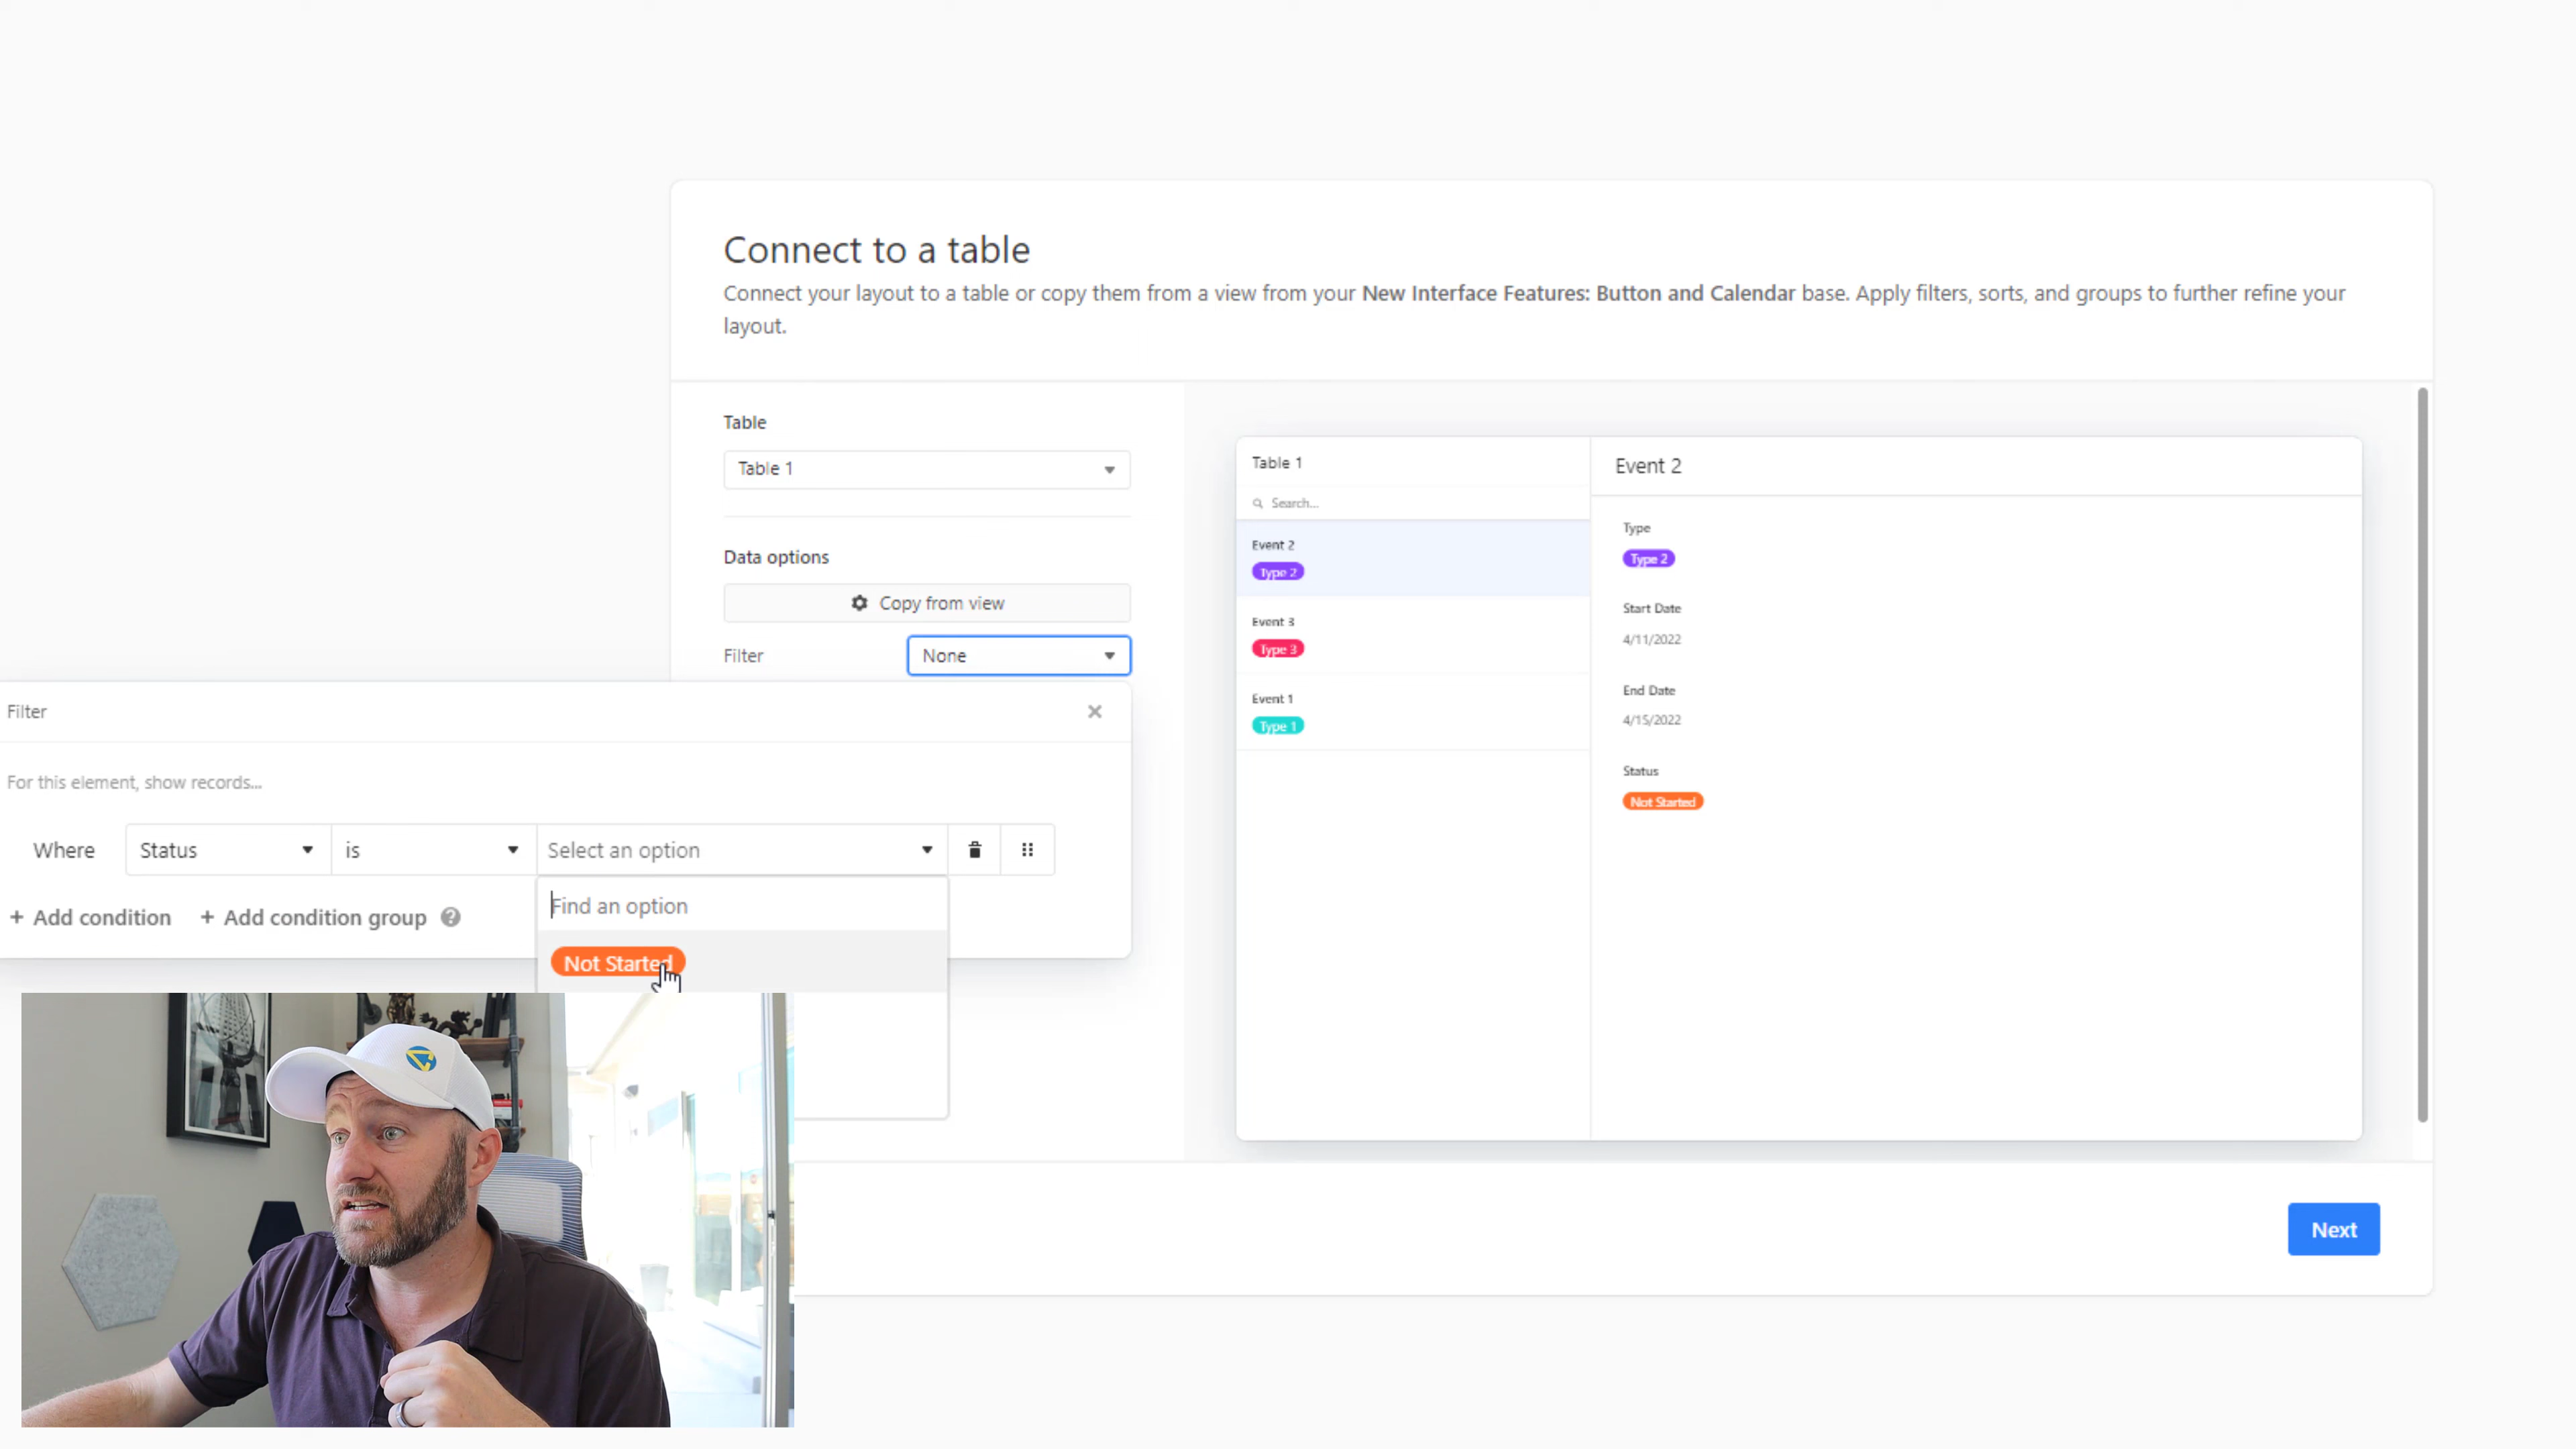 Connect to a table
Connect your layout to a table or copy them from a view from your New Interface Features: Button and Calendar base. Apply filters, sorts, and groups to further refine your
layout.
Table
Table 1
Data options
Copy from view
Filter
None
Filter
For this element, show records...
Where
Status
is
Select an option
+ Add condition
+ Add condition group
Find an option
Not Started
Table 1
Search...
Event 2
Type 2
Event 3
Type 3
Event 1
Type 1
Event 2
Type
Type 2
Start Date
4/11/2022
End Date
4/15/2022
Status
Not Started
Next